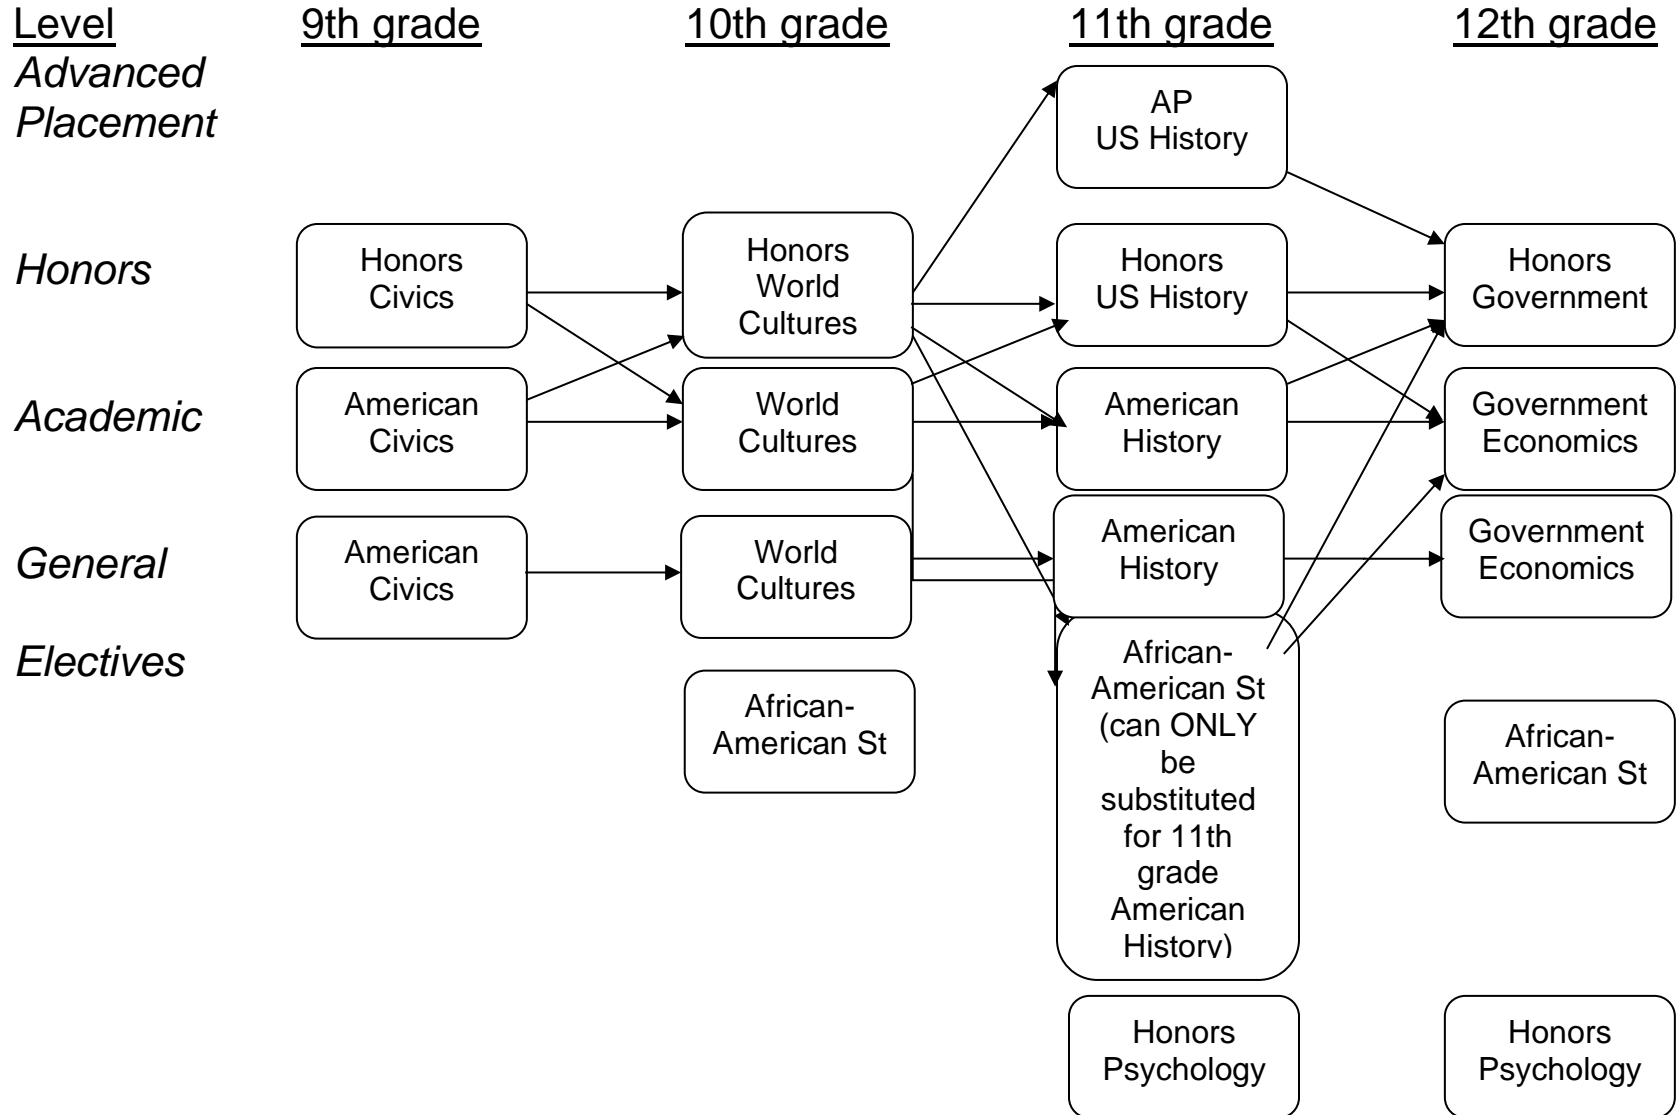 Level 9th grade 10th grade 11th grade 12th grade
Advanced
Placement
AP
US History
Honors
Honors
Civics
Honors
World
Cultures
Honors
US History
Honors
Government
Academic
American
Civics
World
Cultures
American
History
Government
Economics
General
American
Civics
World
Cultures
American
History
Government
Economics
Electives
African-
American St
African-
American St
(can ONLY
be
substituted
for 11th
grade
American
History)
African-
American St
Honors
Psychology
Honors
Psychology